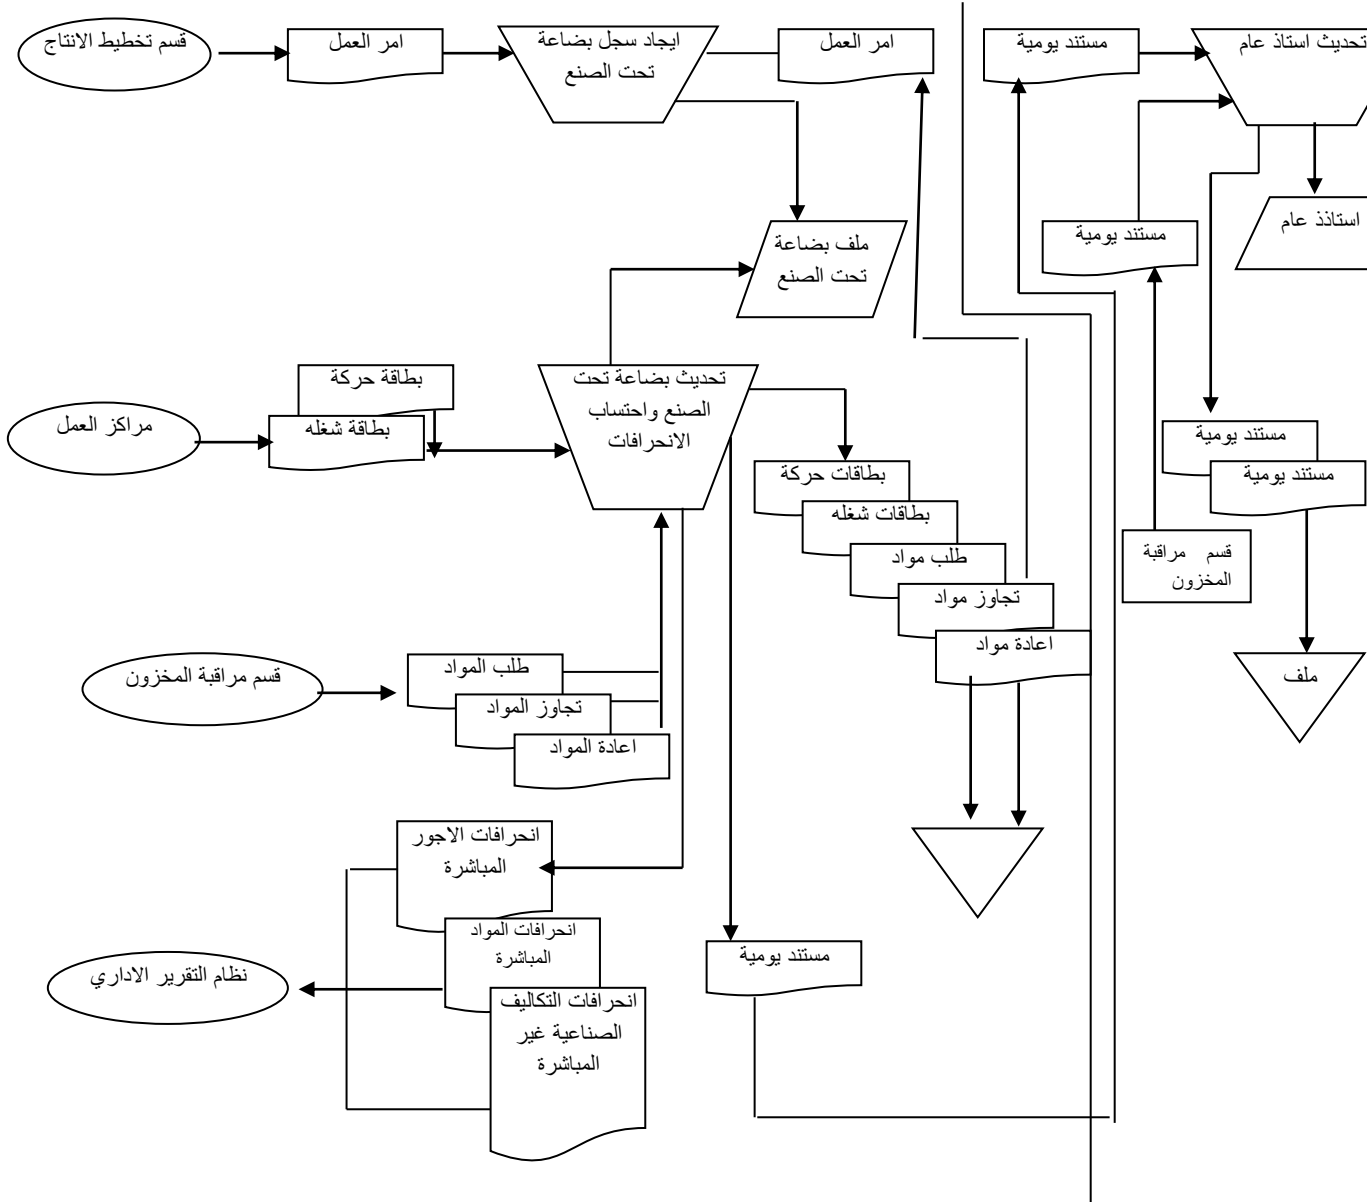 قسم تخطيط الانتاج
امر العمل
ايجاد سجل بضاعة
تحت الصنع
امر العمل
مستند يومية
تحديث استاذ عام
ملف بضاعة
تحت الصنع
مستند يومية
استاذذ عام
مراكز العمل
بطاقة حركة
بطاقة شغله
تحديث بضاعة تحت
الصنع واحتساب
الانحرافات
بطاقات حركة
بطاقات شغله
طلب مواد
تجاوز مواد
اعادة مواد
مستند يومية
مستند يومية
قسم مراقبة
المخزون
ملف
قسم مراقبة المخزون
طلب المواد
تجاوز المواد
اعادة المواد
انحرافات الاجور
المباشرة
انحرافات المواد
المباشرة
انحرافات التكاليف
الصناعية غير
المباشرة
نظام التقرير الاداري
مستند يومية